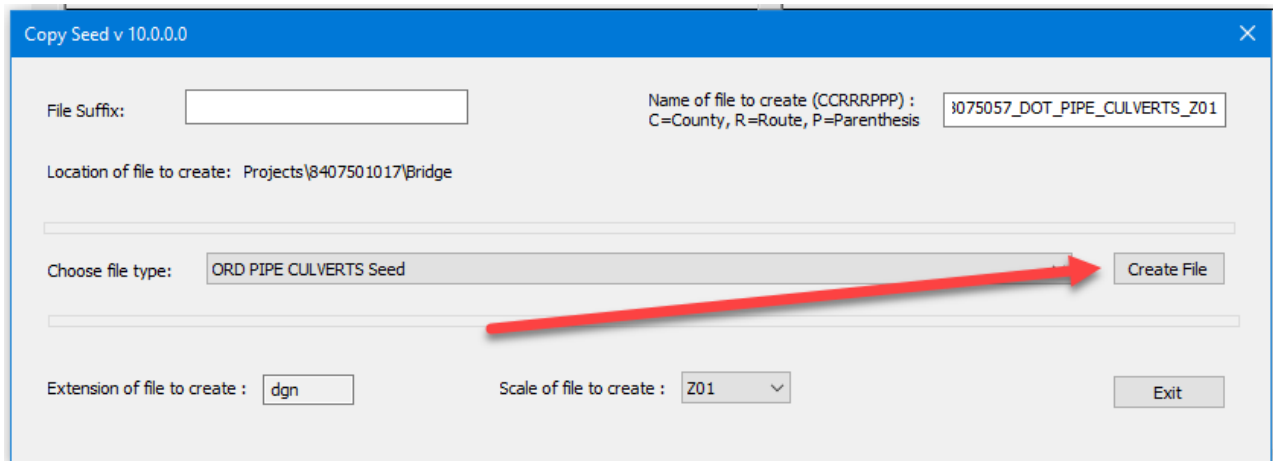 Copy Seed v 10.0.0.0
File Suffix:
Name of file to create (CCRRRPPP) :
C=County, R=Route, P=Parenthesis
3075057_DOT_PIPE_CULVERTS_Z01
Location of file to create: Projects\8407501017\Bridge
Choose file type: ORD PIPE CULVERTS Seed Create File
Extension of file to create : dgn Scale of file to create : Z01 Exit